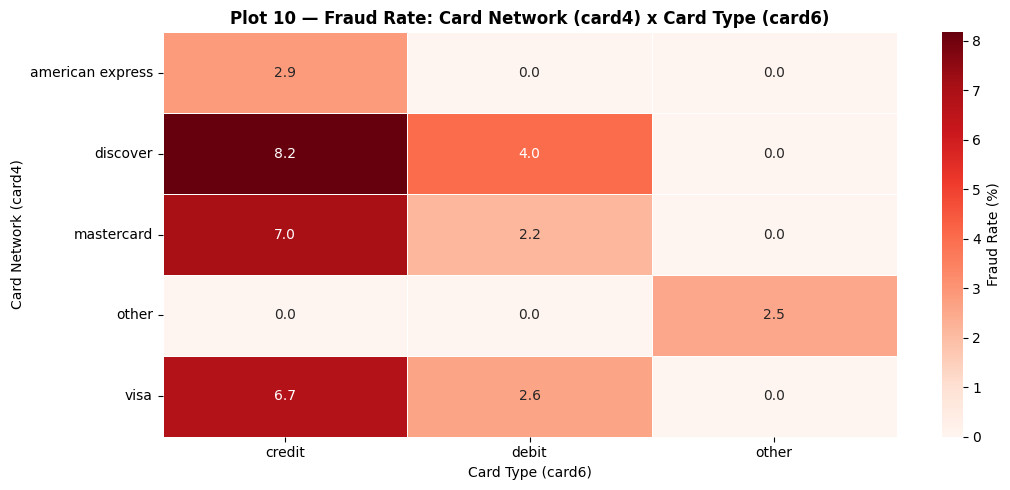 Plot 10 — Fraud Rate: Card Network (card4) x Card Type (card6)
Card Network (card4)
american express 2.9 0.0 0.0
discover 8.2 4.0 0.0
mastercard 7.0 2.2 0.0
other 0.0 0.0 2.5
visa 6.7 2.6 0.0
credit debit other
Card Type (card6)
8
7
6
5
4
3
2
1
0
Fraud Rate (%)